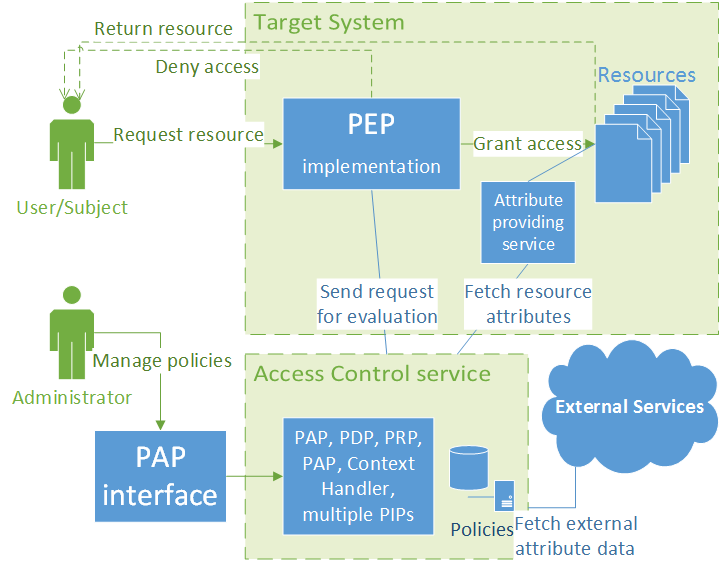 Return resource
Target System
Deny access
Resources
Request resource
PEP
implementation
Grant access
User/Subject
Attribute
providing
service
Send request
for evaluation
Fetch resource
attributes
Manage policies
Administrator
Access Control service
External Services
PAP
interface
PAP, PDP, PRP,
PAP, Context
Handler,
multiple PIPs
Policies
Fetch external
attribute data